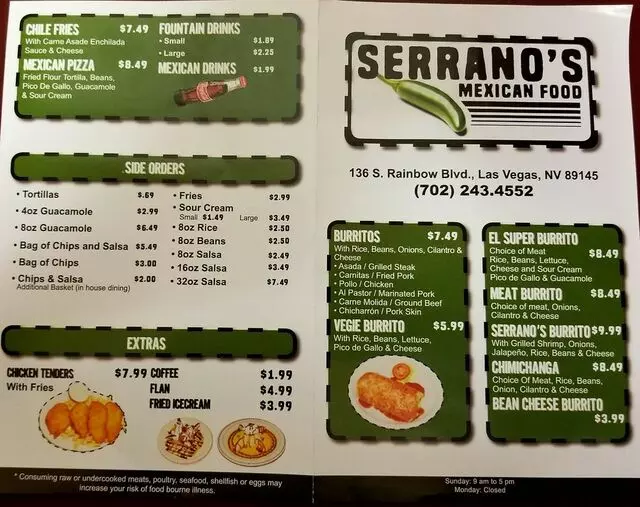 CHILE FRIES $7.49
With Carne Asade Enchilada
Sauce & Cheese
MEXICAN PIZZA $8.49
Fried Flour Tortilla, Beans,
Pico De Gallo, Guacamole
& Sour Cream
FOUNTAIN DRINKS
• Small $1.89
• Large $2.25
MEXICAN DRINKS $1.99
SIDE ORDERS
• Tortillas $.69
• 4oz Guacamole $2.99
• 8oz Guacamole $6.49
• Bag of Chips and Salsa $5.49
• Bag of Chips $3.00
• Chips & Salsa $2.00
Additional Basket (in house dining)
• Fries $2.99
• Sour Cream
Small $1.49 Large $3.49
• 8oz Rice $2.50
• 8oz Beans $2.50
• 8oz Salsa $2.49
• 16oz Salsa $3.49
• 32oz Salsa $7.49
EXTRAS
CHICKEN TENDERS $7.99
With Fries
COFFEE $1.99
FLAN $4.99
FRIED ICECREAM $3.99
* Consuming raw or undercooked meats, poultry, seafood, shelfish or eggs may
increase your risk of food bourne illness.
SERRANO'S
MEXICAN FOOD
136 S. Rainbow Blvd., Las Vegas, NV 89145
(702) 243.4552
BURRITOS $7.49
With Rice, Beans, Onions, Cilantro &
Cheese
• Asada / Grilled Steak
• Carnitas / Fried Pork
• Pollo / Chicken
• Al Pastor / Marinated Pork
• Carne Molida / Ground Beef
• Chicharrón / Pork Skin
VEGIE BURRITO $5.99
With Rice, Beans, Lettuce,
Pico de Gallo & Cheese
EL SUPER BURRITO
Choice of Meat $8.49
Rice, Beans, Lettuce,
Cheese and Sour Cream
Pico de Gallo & Guacamole
MEAT BURRITO $8.49
Choice of meat, Onions,
Cilantro & Cheese
SERRANO'S BURRITO $9.99
With Grilled Shrimp, Onions,
Jalapeño, Rice, Beans & Cheese
CHIMICHANGA $8.49
Choice Of Meat, Rice, Beans,
Onion, Cilantro & Cheese
BEAN CHEESE BURRITO
$3.99
Sunday: 9 am to 5 pm
Monday: Closed